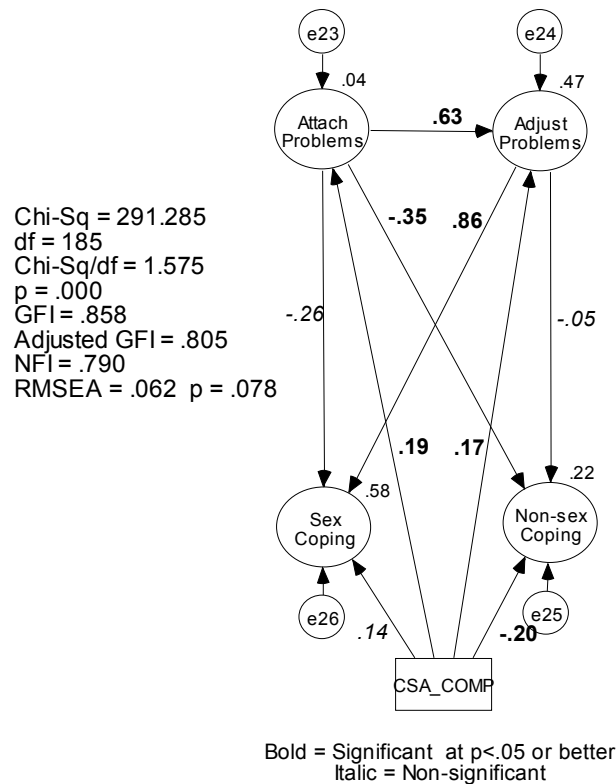 e23
e24
.04
.47
Attach
Problems
.63
Adjust
Problems
Chi-Sq = 291.285
df = 185
Chi-Sq/df = 1.575
p = .000
GFI = .858
Adjusted GFI = .805
NFI = .790
RMSEA = .062 p = .078
-.35
.86
-.26
-.05
.19
.17
.58
.22
Sex
Coping
Non-sex
Coping
e26
e25
.14
-.20
CSA_COMP
Bold = Significant at p<.05 or better
Italic = Non-significant